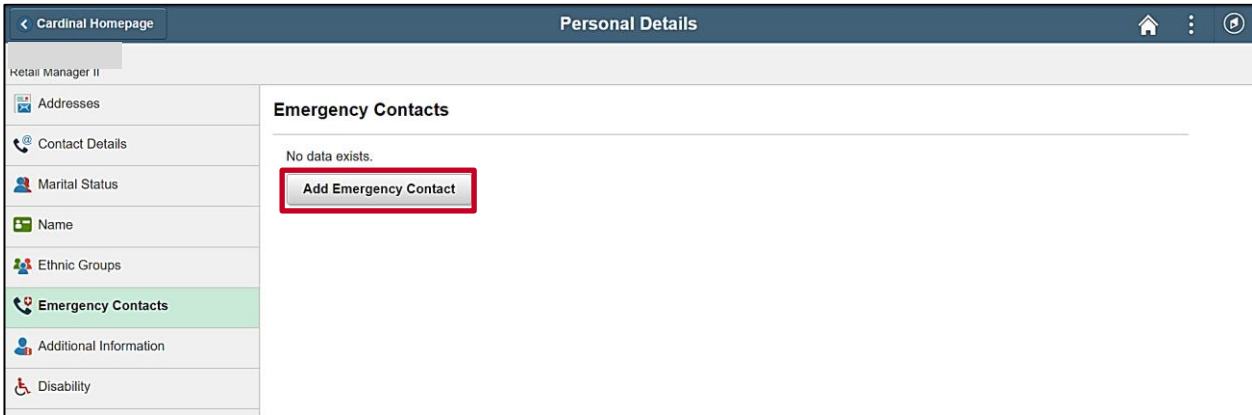 Cardinal Homepage
Personal Details
Retail Manager II
Addresses
Contact Details
Marital Status
Name
Ethnic Groups
Emergency Contacts
Additional Information
Disability
Emergency Contacts
No data exists.
Add Emergency Contact